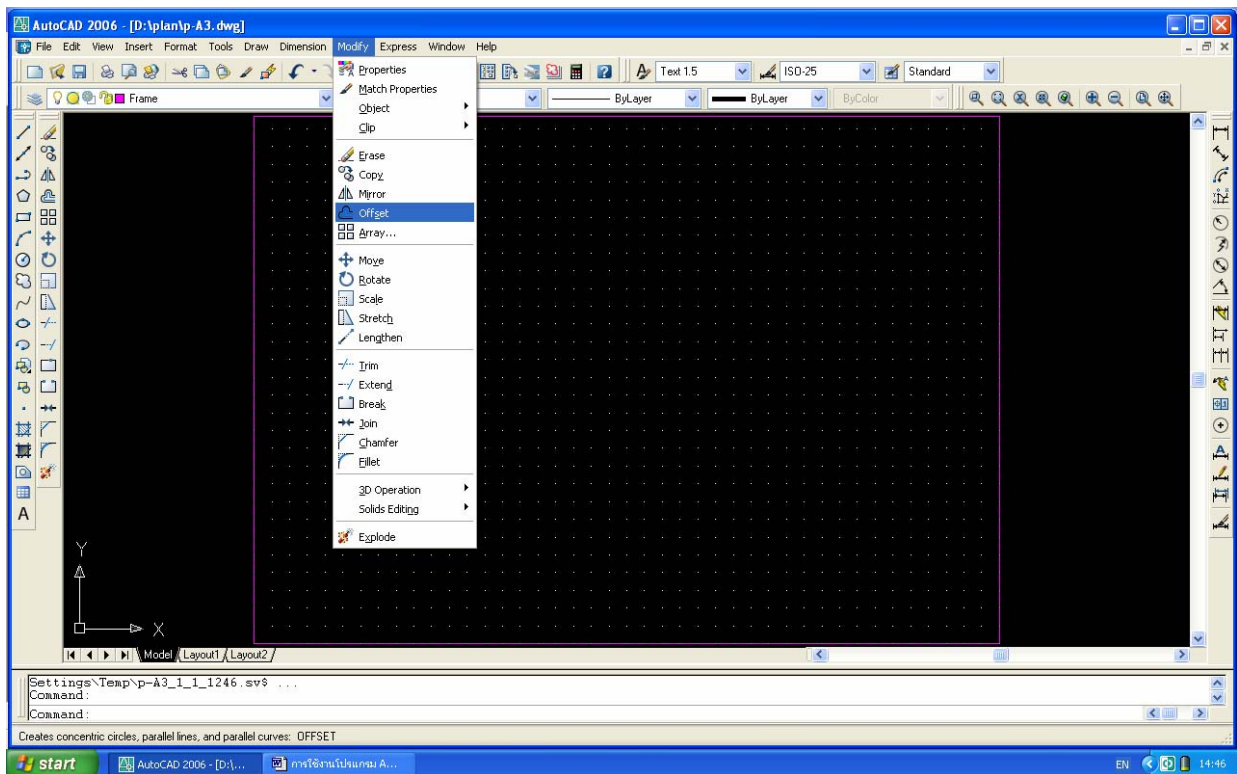 AutoCAD 2006 - [D:\plan\p-A3.dwg]
File Edit View Insert Format Tools Draw Dimension Modify Express Window Help
Text 1.5 ISO-25 Standard
Frame ByLayer ByLayer ByColor
Properties
Match Properties
Object
Clip
Erase
Copy
Mirror
Offset
Array...
Move
Rotate
Scale
Stretch
Lengthen
Trim
Extend
Break
Join
Chamfer
Fillet
3D Operation
Solids Editing
Explode
A
Y
X
Model Layout1 Layout2
Settings\Temp\p-A3_1_1_1246.sv$ ...
Command:
Command:
Creates concentric circles, parallel lines, and parallel curves: OFFSET
start AutoCAD 2006 - [D:\... การใช้งานโปรแกรม A... EN 14:46